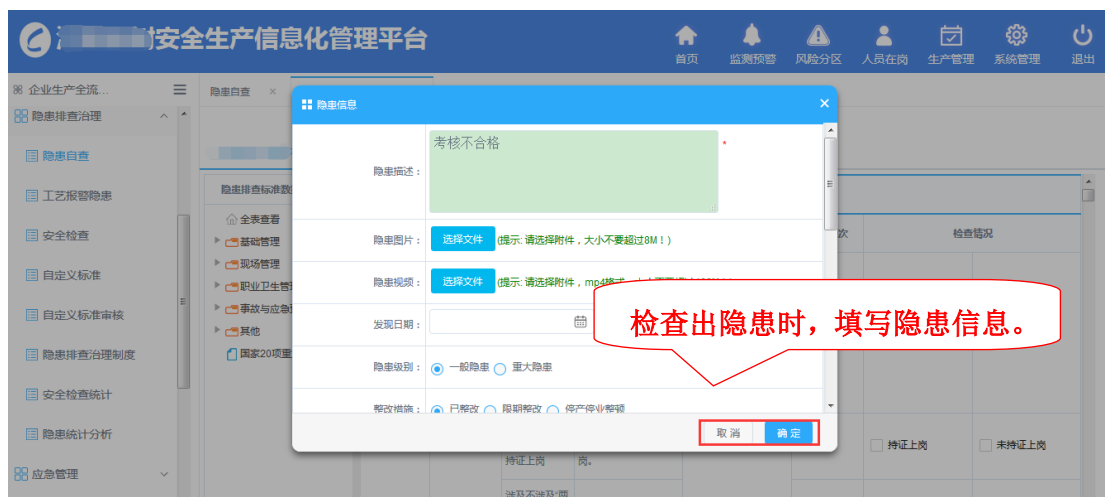 安全生产信息化管理平台
首页
监测预警
风险分区
人员在岗
生产管理
系统管理
退出
企业生产全流...
隐患自查 ×
隐患排查治理
隐患自查
工艺报警隐患
安全检查
自定义标准
自定义标准审核
隐患排查治理制度
安全检查统计
隐患统计分析
应急管理
隐患排查标准数
全表查看
基础管理
现场管理
职业卫生管
事故与应急
其他
国家20项重
隐患信息
×
隐患描述：
考核不合格
*
隐患图片：
选择文件 (提示: 请选择附件，大小不要超过8M！)
隐患视频：
选择文件 (提示: 请选择附件，mp4格式
发现日期：
隐患级别：
一般隐患 重大隐患
整改措施：
已整改 限期整改 停产停业整顿
取消 确定
检查出隐患时，填写隐患信息。
次
检查情况
持证上岗 未持证上岗
持证上岗
岗。
涉及不涉及"两